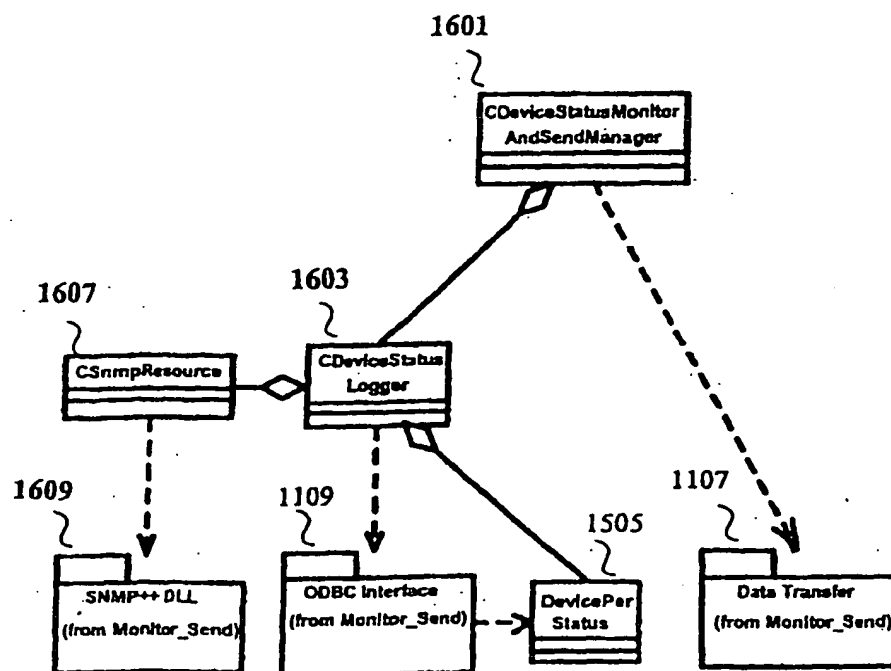 1601
CDeviceStatusMonitor
AndSendManager
1607
1603
CSnmpResource
CDeviceStatus
Logger
1609
1109
1505
1107
SNMP++ DLL
(from Monitor_Send)
ODBC Interface
(from Monitor_Send)
DevicePer
Status
Data Transfer
(from Monitor_Send)